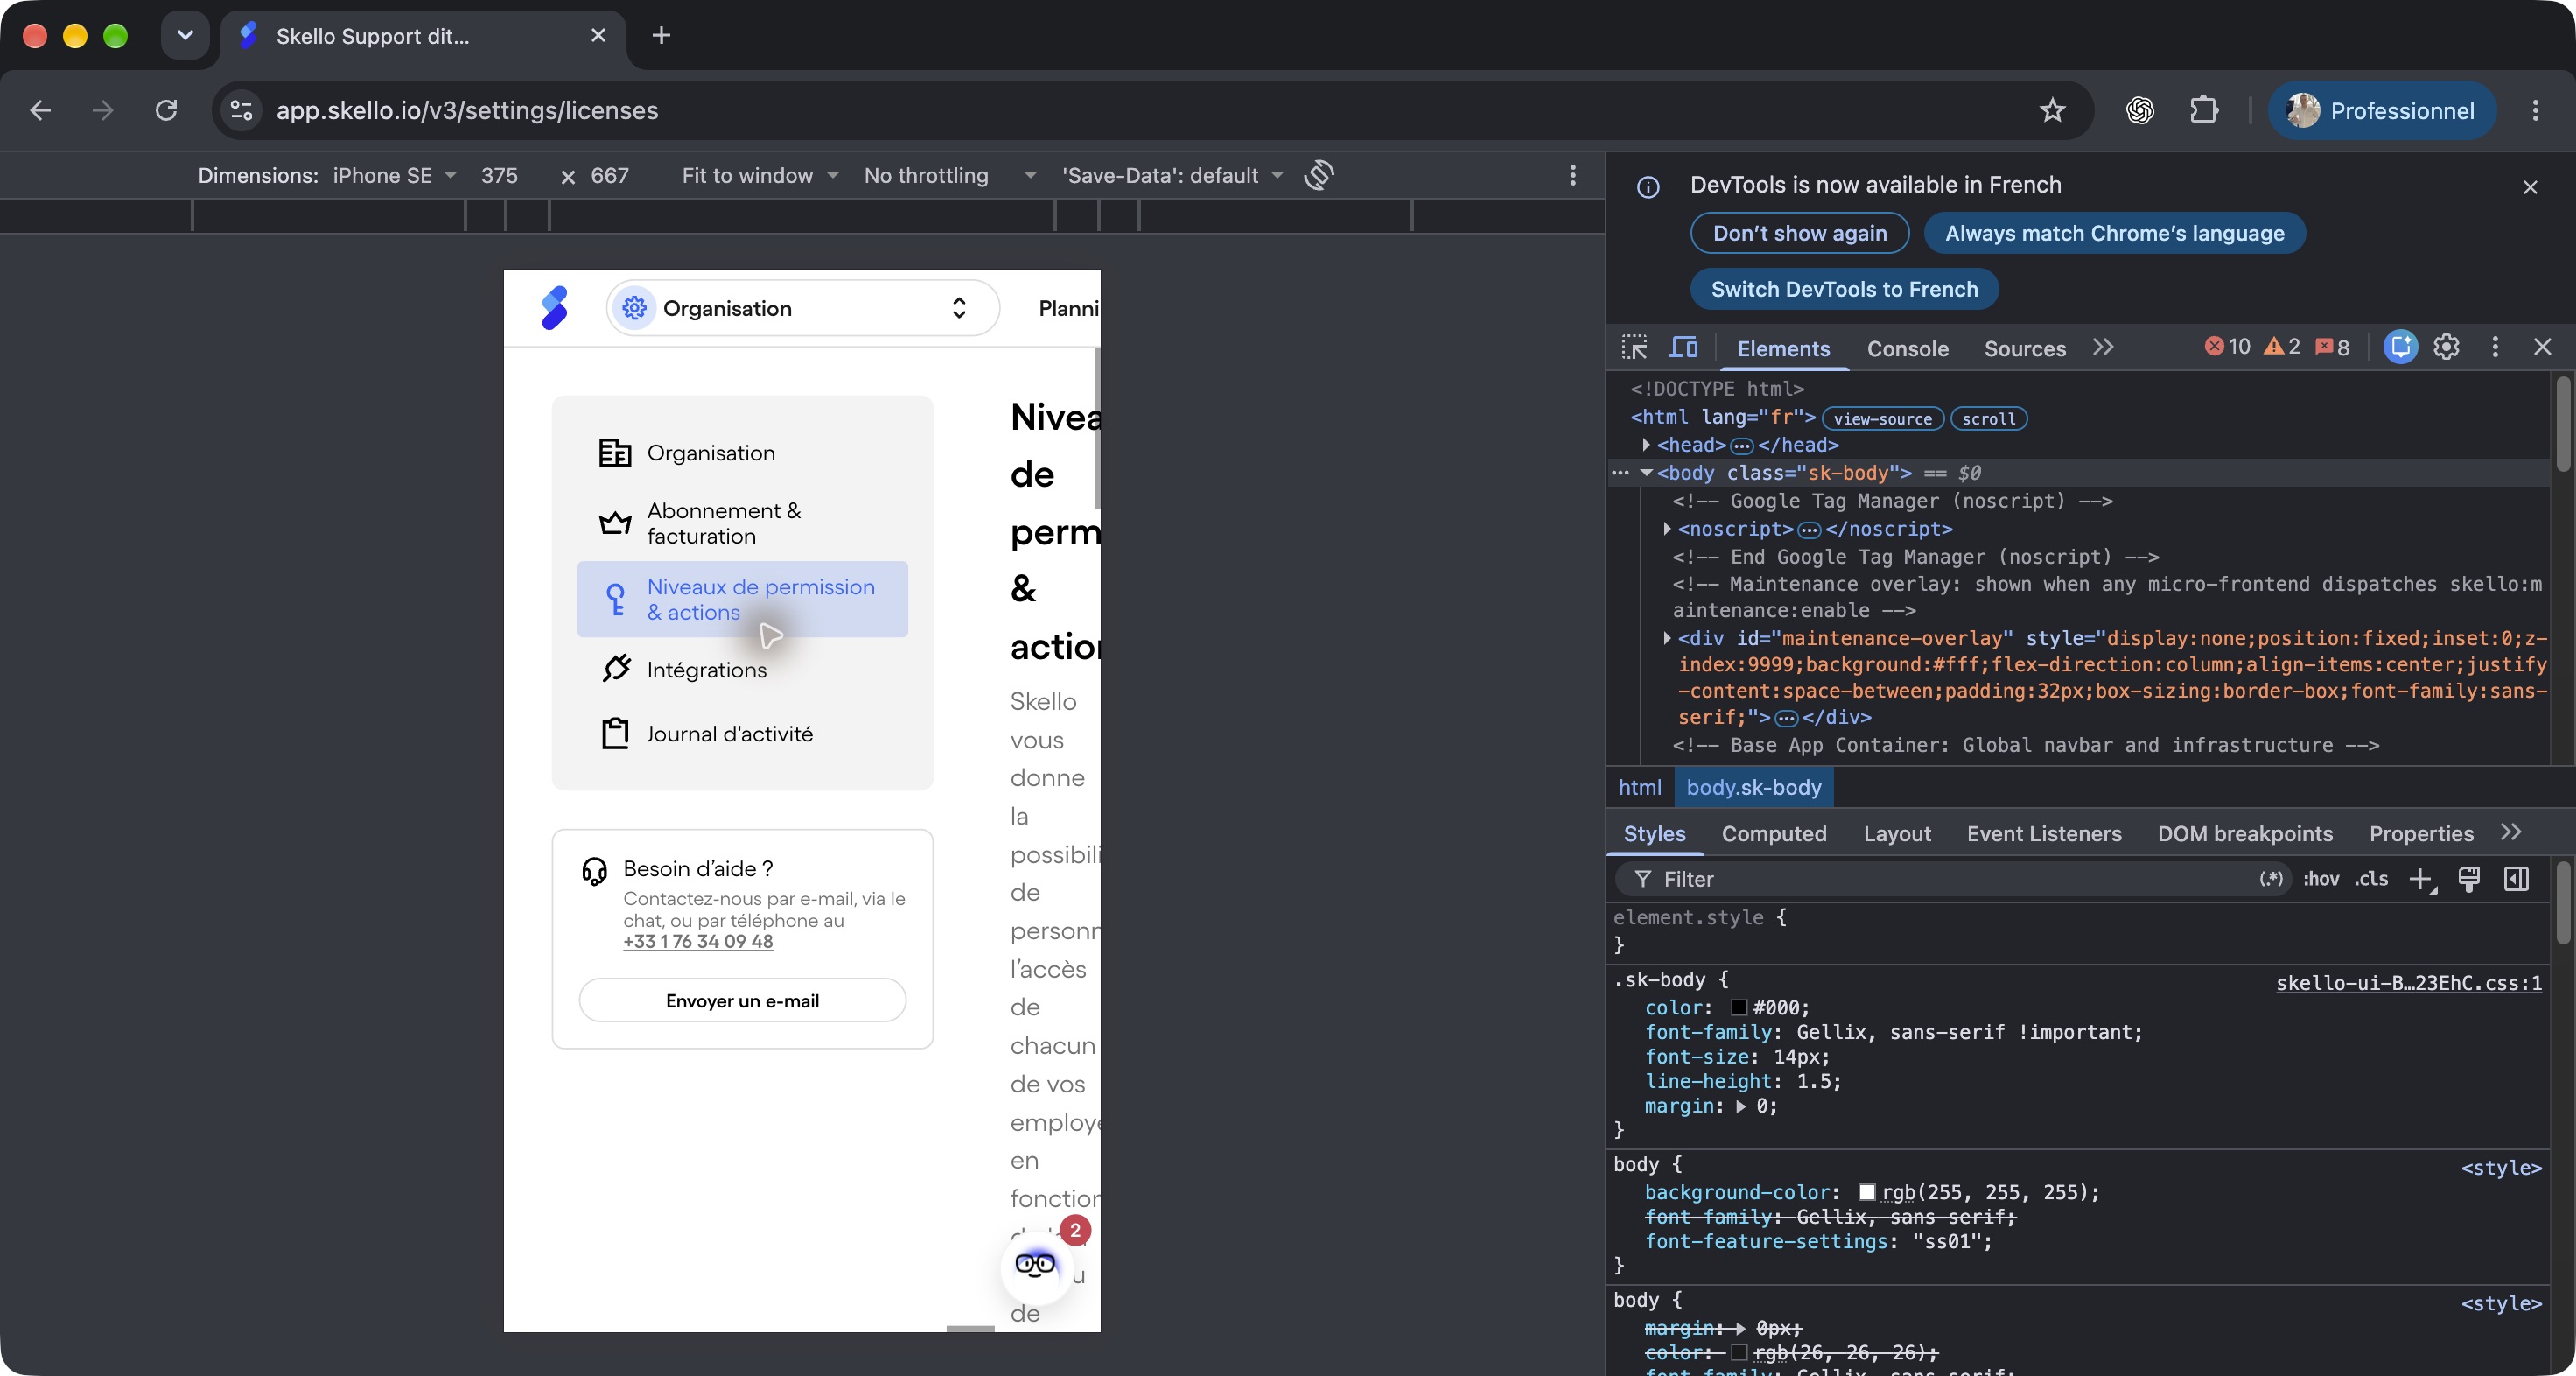 Skello Support dit...
app.skello.io/v3/settings/licenses
Professionnel
Dimensions: iPhone SE 375 × 667 Fit to window No throttling 'Save-Data': default
DevTools is now available in French
Don't show again Always match Chrome's language
Switch DevTools to French
Organisation
Planni
Organisation
Abonnement &
facturation
Niveaux de permission
& actions
Intégrations
Journal d'activité
Besoin d'aide ?
Contactez-nous par e-mail, via le
chat, ou par téléphone au
+33 1 76 34 09 48
Envoyer un e-mail
Nivea
de
perm
&
action
Skello
vous
donne
la
possibili
de
personn
l'accès
de
chacun
de vos
employé
en
fonction
u
de
2
Elements Console Sources 10 2 8
<!DOCTYPE html>
<html lang="fr"> view-source scroll
<head> ... </head>
... <body class="sk-body"> == $0
<!-- Google Tag Manager (noscript) -->
<noscript> ... </noscript>
<!-- End Google Tag Manager (noscript) -->
<!-- Maintenance overlay: shown when any micro-frontend dispatches skello:m
aintenance:enable -->
<div id="maintenance-overlay" style="display:none;position:fixed;inset:0;z-
index:9999;background:#fff;flex-direction:column;align-items:center;justify
-content:space-between;padding:32px;box-sizing:border-box;font-family:sans-
serif;"> ... </div>
<!-- Base App Container: Global navbar and infrastructure -->
html body.sk-body
Styles Computed Layout Event Listeners DOM breakpoints Properties
Filter (.*) :hov .cls
element.style {
}
.sk-body { skello-ui-B…23EhC.css:1
color: #000;
font-family: Gellix, sans-serif !important;
font-size: 14px;
line-height: 1.5;
margin: 0;
}
body { <style>
background-color: rgb(255, 255, 255);
font-family: Gellix, sans-serif;
font-feature-settings: "ss01";
}
body { <style>
margin: 0px;
color: rgb(26, 26, 26);
font-family: Gellix, sans-serif;